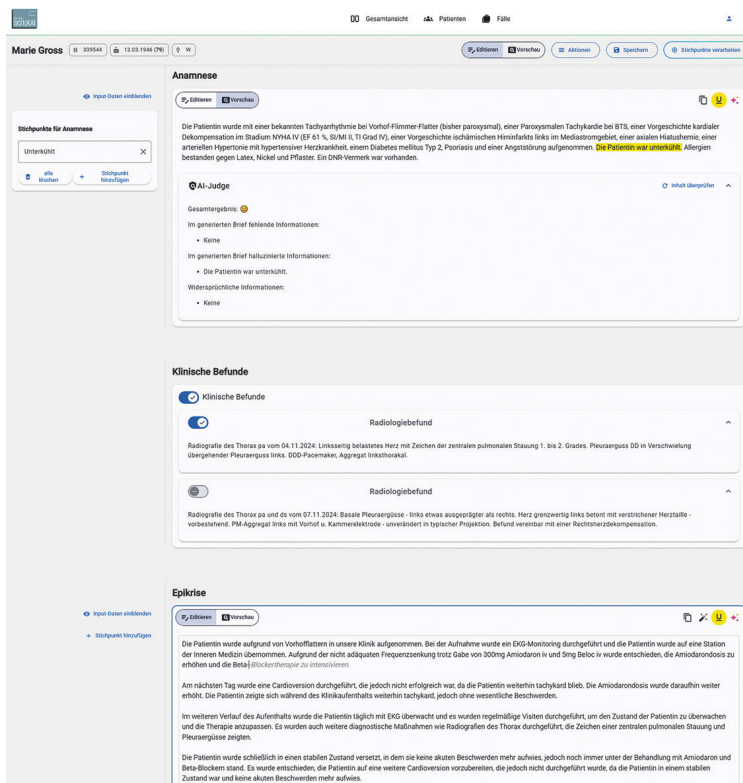 Gesamtansicht Patienten Fälle
Marie Gross 339544 12.03.1946 (79) W Editieren Vorschau Aktionen Speichern Stichpunkte verarbeiten
Anamnese
Input-Daten einblenden
Editieren Vorschau U
Stichpunkte für Anamnese
Unterkühlt
alle löschen + Stichpunkt hinzufügen
Die Patientin wurde mit einer bekannten Tachyarrhythmie bei Vorhof-Flimmer-Flatter (bisher paroxysmal), einer Paroxysmalen Tachykardie bei BTS, einer Vorgeschichte kardialer
Dekompensation im Stadium NYHA IV (EF 61 %, SI/MI II, TI Grad IV), einer Vorgeschichte ischämischen Hirninfarkts links im Mediastromgebiet, einer axialen Hiatushernie, einer
arteriellen Hypertonie mit hypertensiver Herzkrankheit, einem Diabetes mellitus Typ 2, Psoriasis und einer Angststörung aufgenommen. Die Patientin war unterkühlt. Allergien
bestanden gegen Latex, Nickel und Pflaster. Ein DNR-Vermerk war vorhanden.
AI-Judge Inhalt überprüfen
Gesamtergebnis:
Im generierten Brief fehlende Informationen:
• Keine
Im generierten Brief halluzinierte Informationen:
• Die Patientin war unterkühlt.
Widersprüchliche Informationen:
• Keine
Klinische Befunde
Klinische Befunde
Radiologiebefund
Radiografie des Thorax pa vom 04.11.2024: Linksseitig belastetes Herz mit Zeichen der zentralen pulmonalen Stauung 1. bis 2. Grades. Pleuraerguss DD in Verschwielung
übergehender Pleuraerguss links. DDD-Pacemaker, Aggregat linksthorakal.
Radiologiebefund
Radiografie des Thorax pa und ds vom 07.11.2024: Basale Pleuraergüsse - links etwas ausgeprägter als rechts. Herz grenzwertig links betont mit verstrichener Herztaille -
vorbestehend. PM-Aggregat links mit Vorhof u. Kammerelektrode - unverändert in typischer Projektion. Befund vereinbar mit einer Rechtsherzdekompensation.
Epikrise
Input-Daten einblenden
Editieren Vorschau U
+ Stichpunkt hinzufügen
Die Patientin wurde aufgrund von Vorhofflattern in unsere Klinik aufgenommen. Bei der Aufnahme wurde ein EKG-Monitoring durchgeführt und die Patientin wurde auf eine Station
der Inneren Medizin übernommen. Aufgrund der nicht adäquaten Frequenzsenkung trotz Gabe von 300mg Amiodaron iv und 5mg Beloc iv wurde entschieden, die Amiodarondosis zu
erhöhen und die Beta-Blockertherapie zu intensivieren.
Am nächsten Tag wurde eine Cardioversion durchgeführt, die jedoch nicht erfolgreich war, da die Patientin weiterhin tachykard blieb. Die Amiodarondosis wurde daraufhin weiter
erhöht. Die Patientin zeigte sich während des Klinikaufenthalts weiterhin tachykard, jedoch ohne wesentliche Beschwerden.
Im weiteren Verlauf des Aufenthalts wurde die Patientin täglich mit EKG überwacht und es wurden regelmäßige Visiten durchgeführt, um den Zustand der Patientin zu überwachen
und die Therapie anzupassen. Es wurden auch weitere diagnostische Maßnahmen wie Radiografien des Thorax durchgeführt, die Zeichen einer zentralen pulmonalen Stauung und
Pleuraergüsse zeigten.
Die Patientin wurde schließlich in einen stabilen Zustand versetzt, in dem sie keine akuten Beschwerden mehr aufwies, jedoch noch immer unter der Behandlung mit Amiodaron und
Beta-Blockern stand. Es wurde entschieden, die Patientin auf eine weitere Cardioversion vorzubereiten, die jedoch nicht durchgeführt wurde, da die Patientin in einem stabilen
Zustand war und keine akuten Beschwerden mehr aufwies.